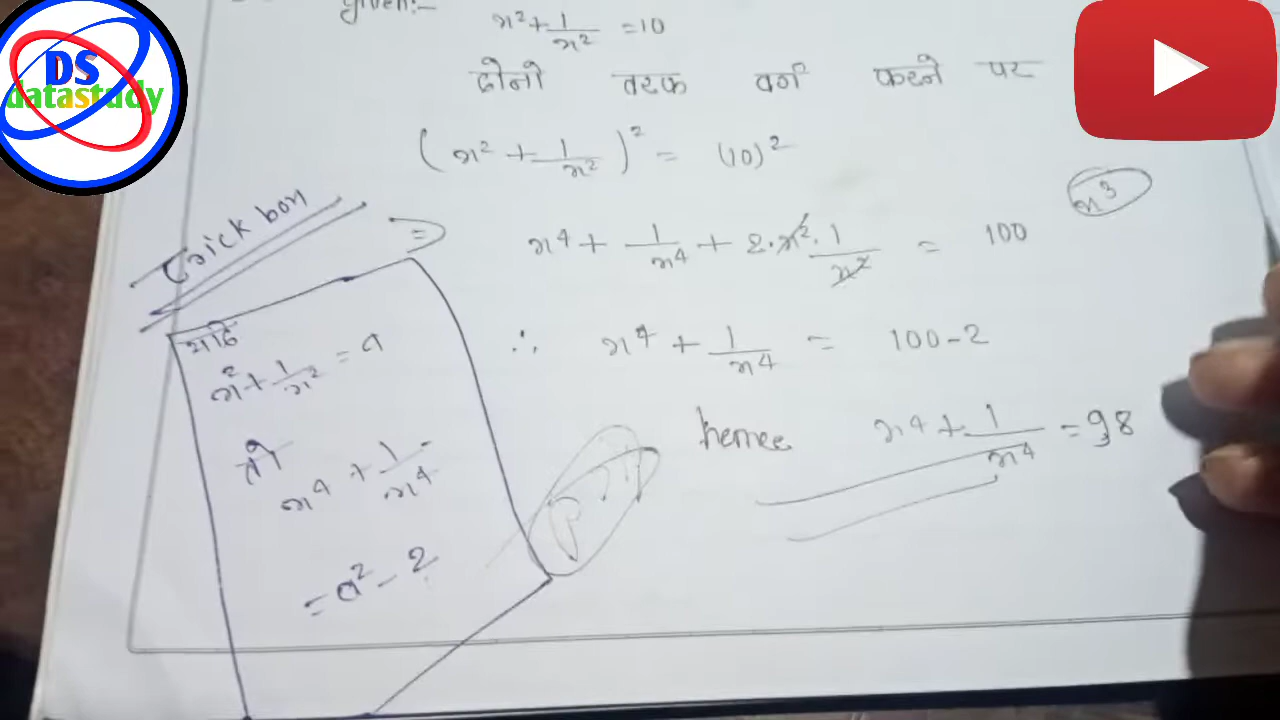 DS
datastudy
given:-
x² + 1/x² = 10
दोनो तरफ वर्ग करने पर
(x² + 1/x²)² = (10)²
x³
x⁴ + 1/x⁴ + 2·x²·1/x² = 100
∴ x⁴ + 1/x⁴ = 100-2
hence x⁴ + 1/x⁴ = 98
Trick box
=
यदि
x² + 1/x² = a
तो
x⁴ + 1/x⁴
= a² - 2